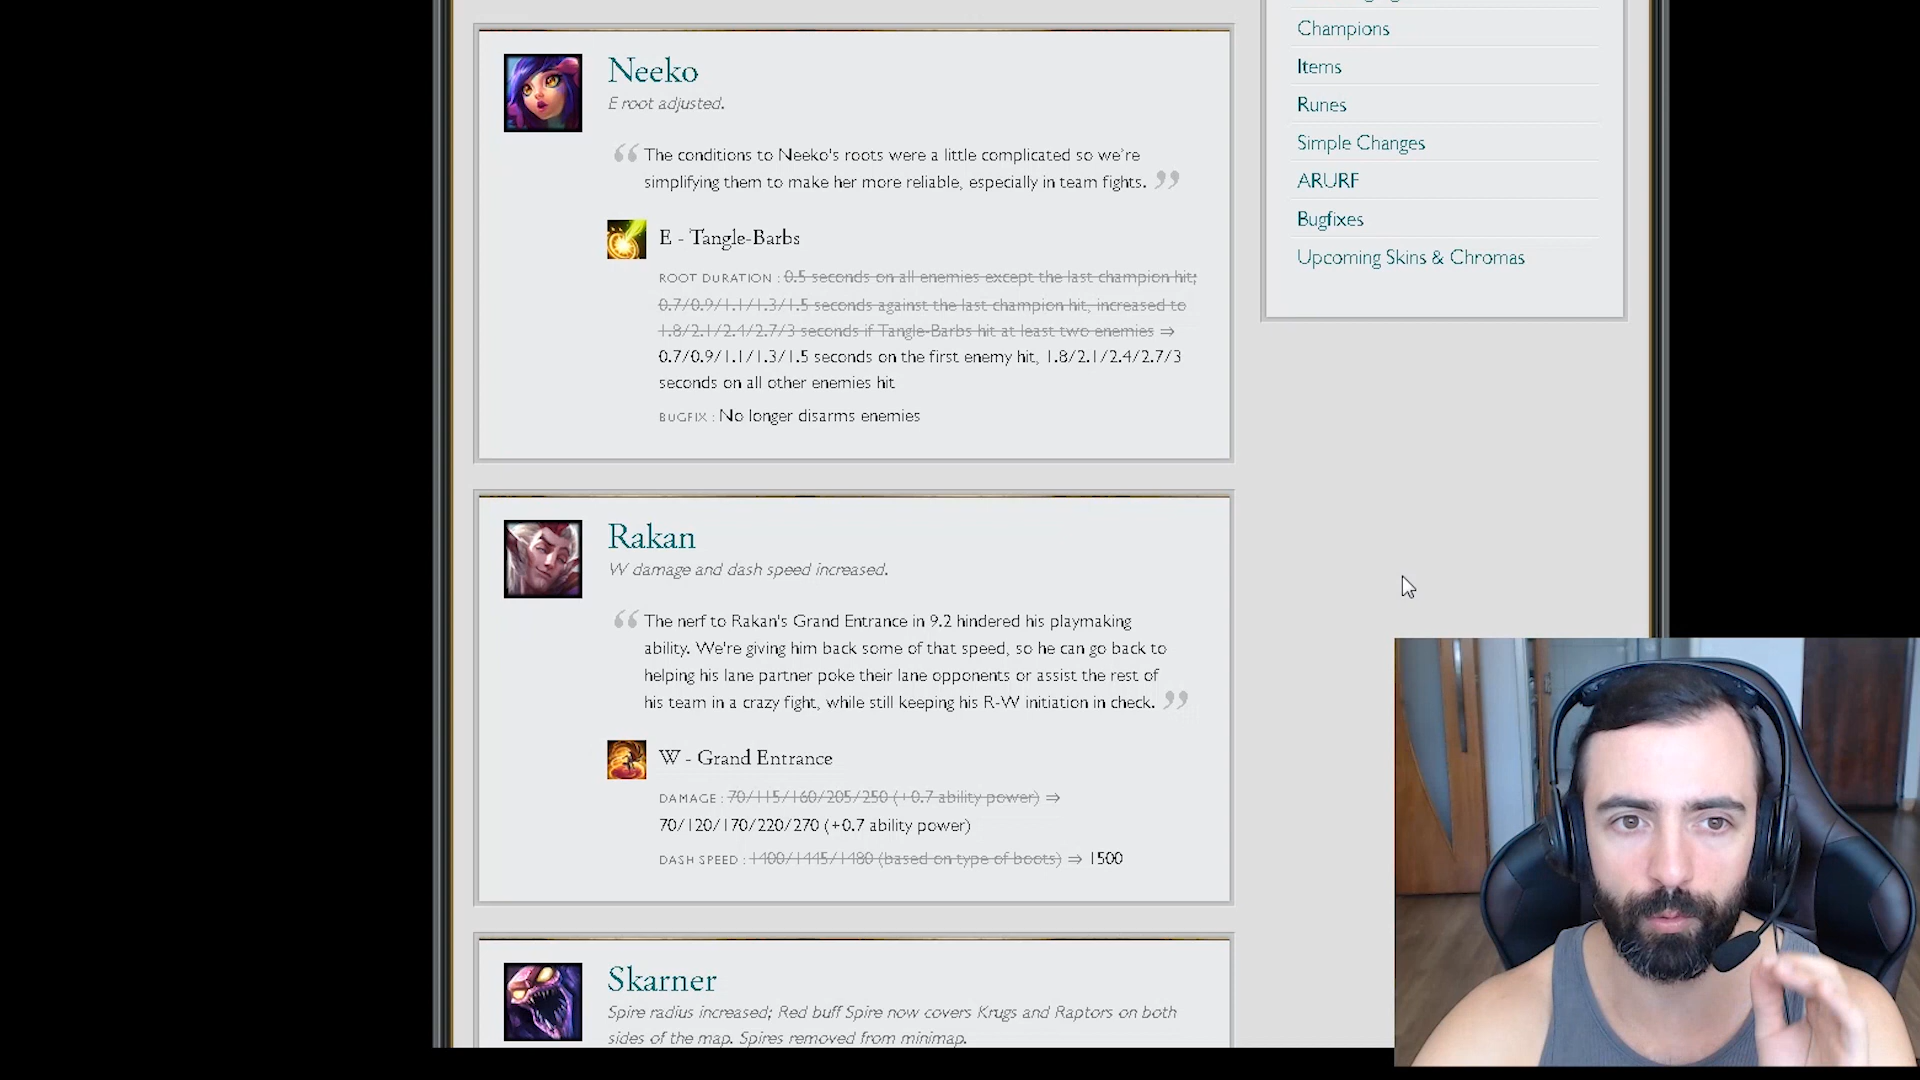 Neeko
E root adjusted.
The conditions to Neeko's roots were a little complicated so we're
simplifying them to make her more reliable, especially in team fights.
E - Tangle-Barbs
ROOT DURATION : 0.5 seconds on all enemies except the last champion hit;
0.7/0.9/1.1/1.3/1.5 seconds against the last champion hit, increased to
1.8/2.1/2.4/2.7/3 seconds if Tangle-Barbs hit at least two enemies ⇒
0.7/0.9/1.1/1.3/1.5 seconds on the first enemy hit, 1.8/2.1/2.4/2.7/3
seconds on all other enemies hit
BUGFIX : No longer disarms enemies
Rakan
W damage and dash speed increased.
The nerf to Rakan's Grand Entrance in 9.2 hindered his playmaking
ability. We're giving him back some of that speed, so he can go back to
helping his lane partner poke their lane opponents or assist the rest of
his team in a crazy fight, while still keeping his R-W initiation in check.
W - Grand Entrance
DAMAGE : 70/115/160/205/250 (+0.7 ability power) ⇒
70/120/170/220/270 (+0.7 ability power)
DASH SPEED : 1400/1445/1480 (based on type of boots) ⇒ 1500
Skarner
Spire radius increased; Red buff Spire now covers Krugs and Raptors on both
sides of the map. Spires removed from minimap.
Champions
Items
Runes
Simple Changes
ARURF
Bugfixes
Upcoming Skins & Chromas